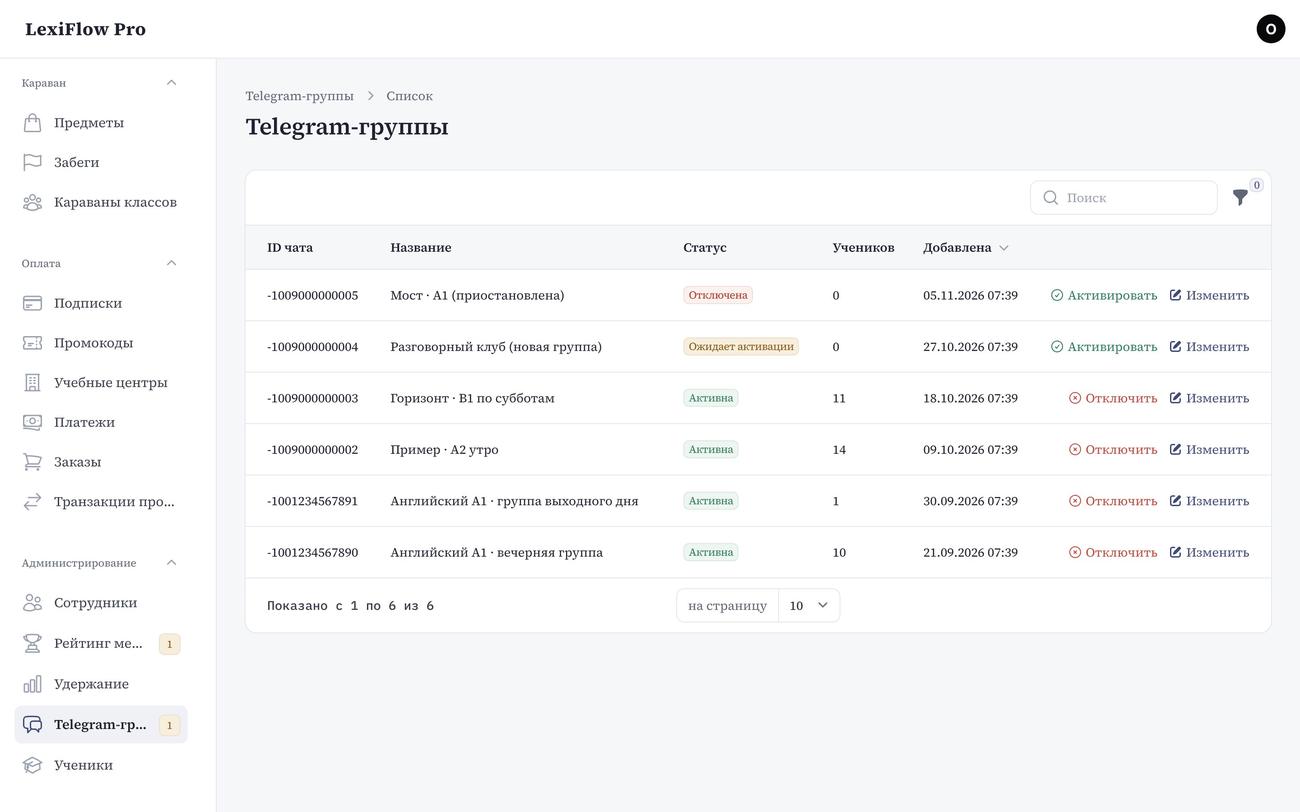 LexiFlow Pro
O
Караван
Предметы
Забеги
Караваны классов
Оплата
Подписки
Промокоды
Учебные центры
Платежи
Заказы
Транзакции про...
Администрирование
Сотрудники
Рейтинг ме... 1
Удержание
Telegram-гр... 1
Ученики
Telegram-группы Список
Telegram-группы
Поиск 0
ID чата Название Статус Учеников Добавлена
-1009000000005 Мост · A1 (приостановлена) Отключена 0 05.11.2026 07:39 Активировать Изменить
-1009000000004 Разговорный клуб (новая группа) Ожидает активации 0 27.10.2026 07:39 Активировать Изменить
-1009000000003 Горизонт · B1 по субботам Активна 11 18.10.2026 07:39 Отключить Изменить
-1009000000002 Пример · A2 утро Активна 14 09.10.2026 07:39 Отключить Изменить
-1001234567891 Английский A1 · группа выходного дня Активна 1 30.09.2026 07:39 Отключить Изменить
-1001234567890 Английский A1 · вечерняя группа Активна 10 21.09.2026 07:39 Отключить Изменить
Показано с 1 по 6 из 6 на страницу 10